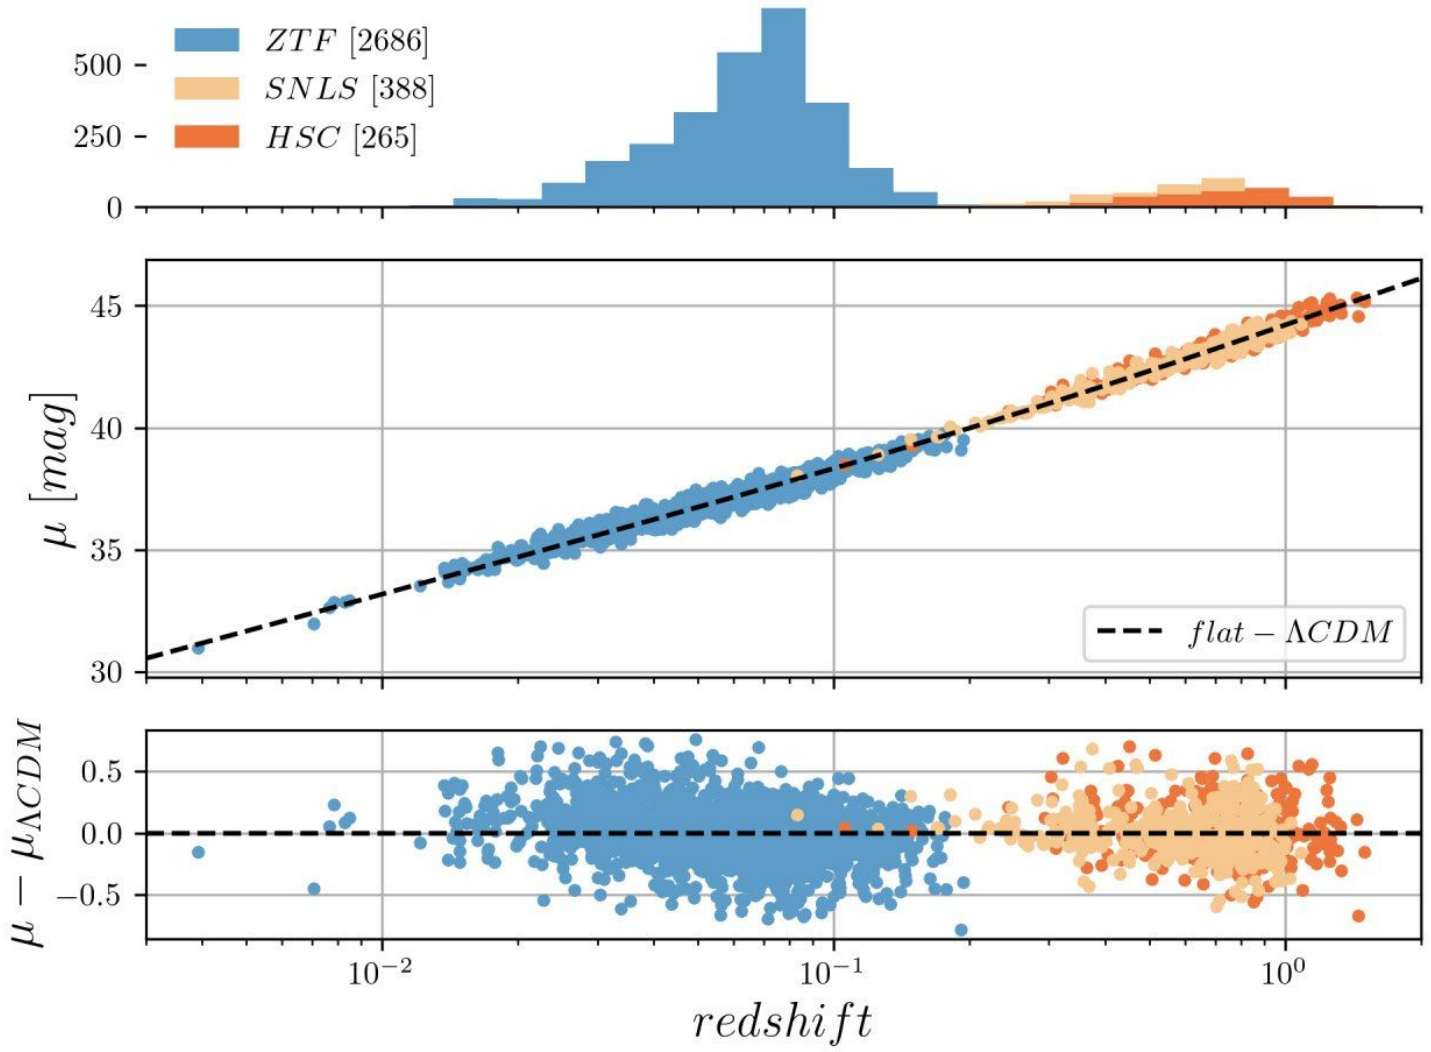 ZTF [2686]
SNLS [388]
HSC [265]
500
250
0
45
40
35
30
μ [mag]
flat − ΛCDM
0.5
0.0
−0.5
μ − μΛCDM
10⁻²
10⁻¹
10⁰
redshift